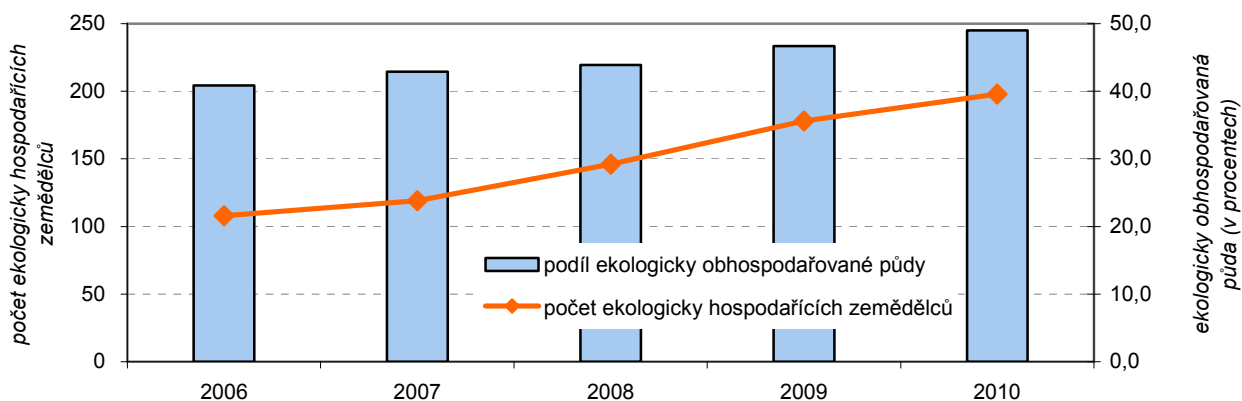 počet ekologicky hospodařících
zemědělců
250
200
150
100
50
0
50,0
40,0
30,0
20,0
10,0
0,0
ekologicky obhospodařovaná
půda (v procentech)
podíl ekologicky obhospodařované půdy
počet ekologicky hospodařících zemědělců
2006 2007 2008 2009 2010